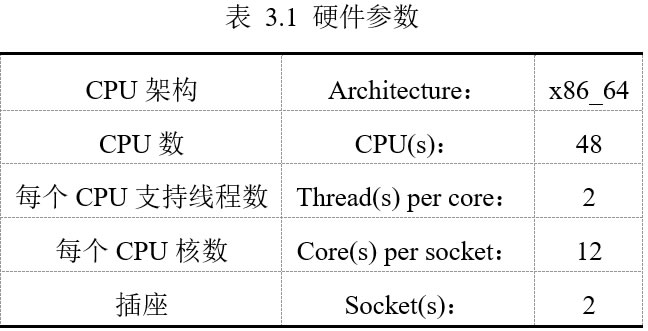 表 3.1 硬件参数
CPU 架构 Architecture： x86_64
CPU 数 CPU(s)： 48
每个 CPU 支持线程数 Thread(s) per core： 2
每个 CPU 核数 Core(s) per socket： 12
插座 Socket(s)： 2